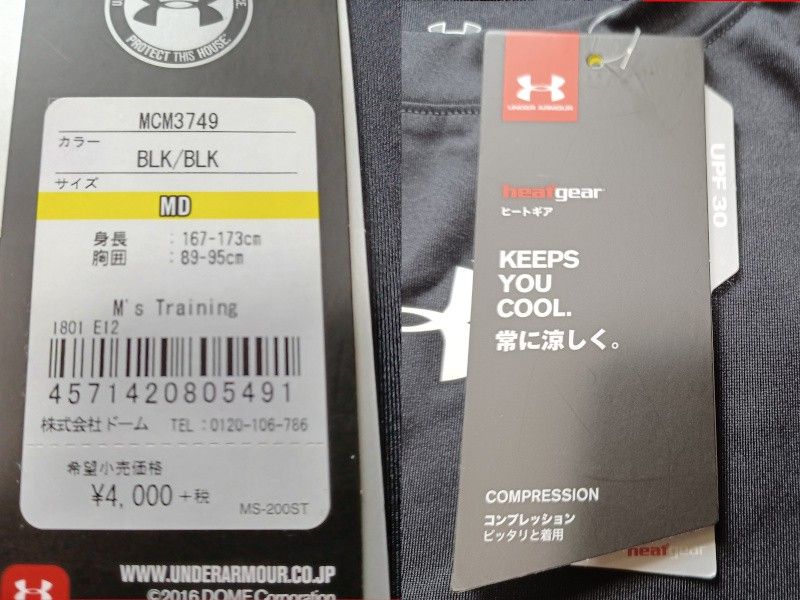 PROTECT THIS HOUSE
MCM3749
カラー
BLK/BLK
サイズ
MD
身長 : 167-173cm
胸囲 : 89-95cm
M's Training
1801 E12
4571420805491
株式会社ドーム TEL:0120-106-786
希望小売価格
¥4,000+税
MS-200ST
WWW.UNDERARMOUR.CO.JP
©2016 DOME Corporation
UNDER ARMOUR
UPF 30
heatgear
ヒートギア
KEEPS
YOU
COOL.
常に涼しく。
COMPRESSION
コンプレッション
ピッタリと着用
heatgear